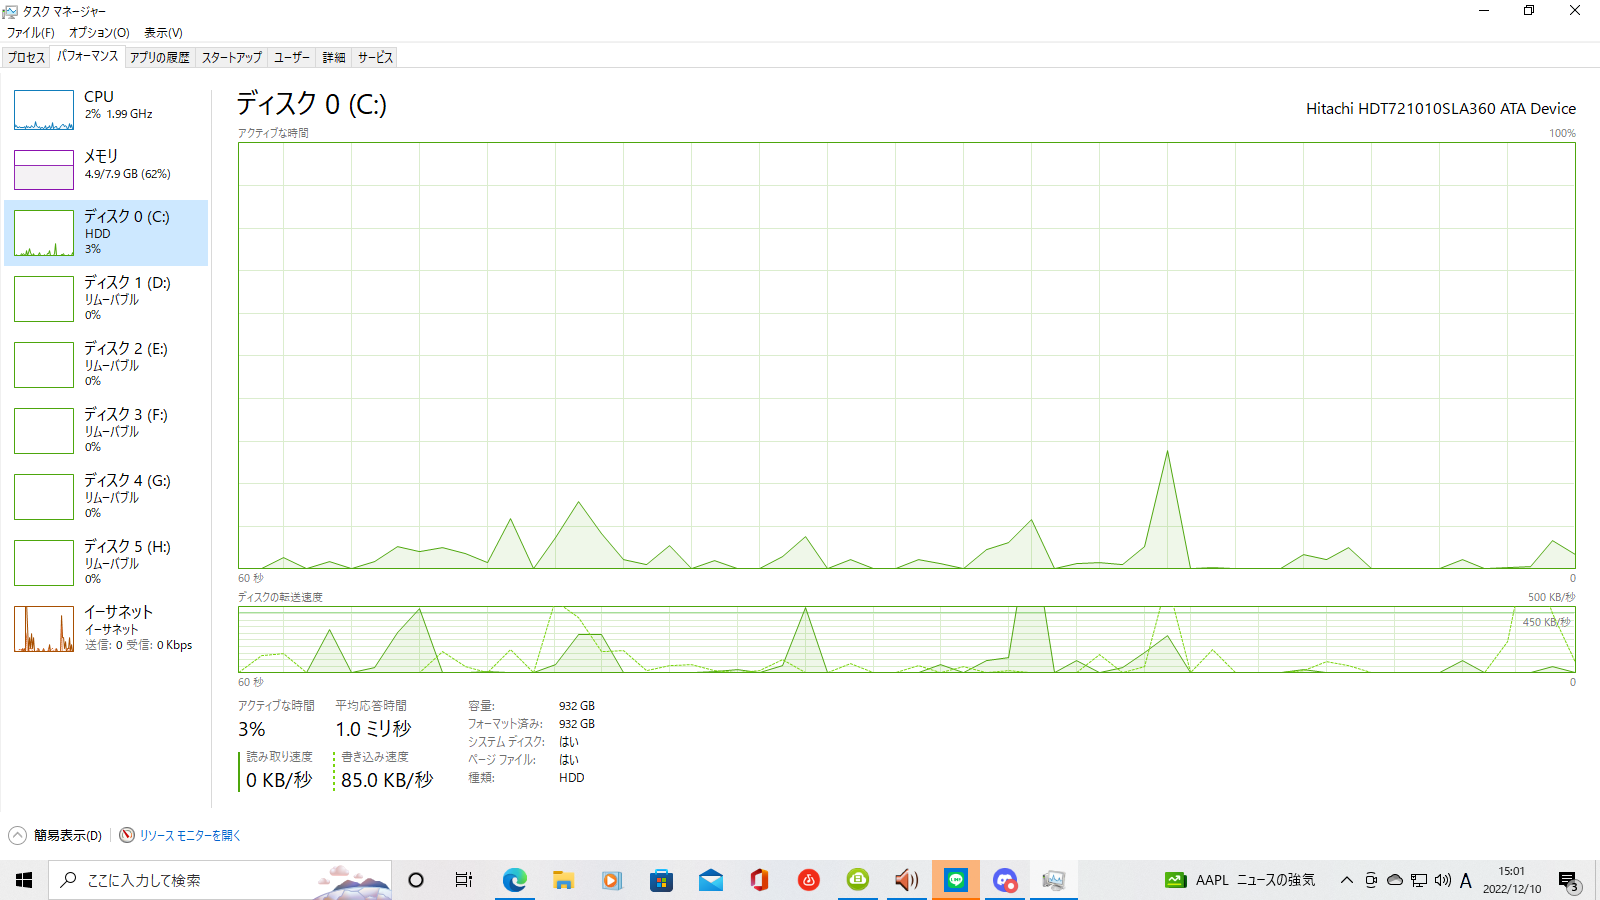 タスク マネージャー
ファイル(F) オプション(O) 表示(V)
プロセス パフォーマンス アプリの履歴 スタートアップ ユーザー 詳細 サービス
CPU
2% 1.99 GHz
メモリ
4.9/7.9 GB (62%)
ディスク 0 (C:)
HDD
3%
ディスク 1 (D:)
リムーバブル
0%
ディスク 2 (E:)
リムーバブル
0%
ディスク 3 (F:)
リムーバブル
0%
ディスク 4 (G:)
リムーバブル
0%
ディスク 5 (H:)
リムーバブル
0%
イーサネット
イーサネット
送信: 0 受信: 0 Kbps
ディスク 0 (C:)
Hitachi HDT721010SLA360 ATA Device
アクティブな時間 100%
60 秒 0
ディスクの転送速度 500 KB/秒
450 KB/秒
60 秒 0
アクティブな時間
3%
平均応答時間
1.0 ミリ秒
読み取り速度
0 KB/秒
書き込み速度
85.0 KB/秒
容量: 932 GB
フォーマット済み: 932 GB
システム ディスク: はい
ページ ファイル: はい
種類: HDD
簡易表示(D) リソース モニターを開く
ここに入力して検索
LINE
AAPL ニュースの強気
A
15:01
2022/12/10
3